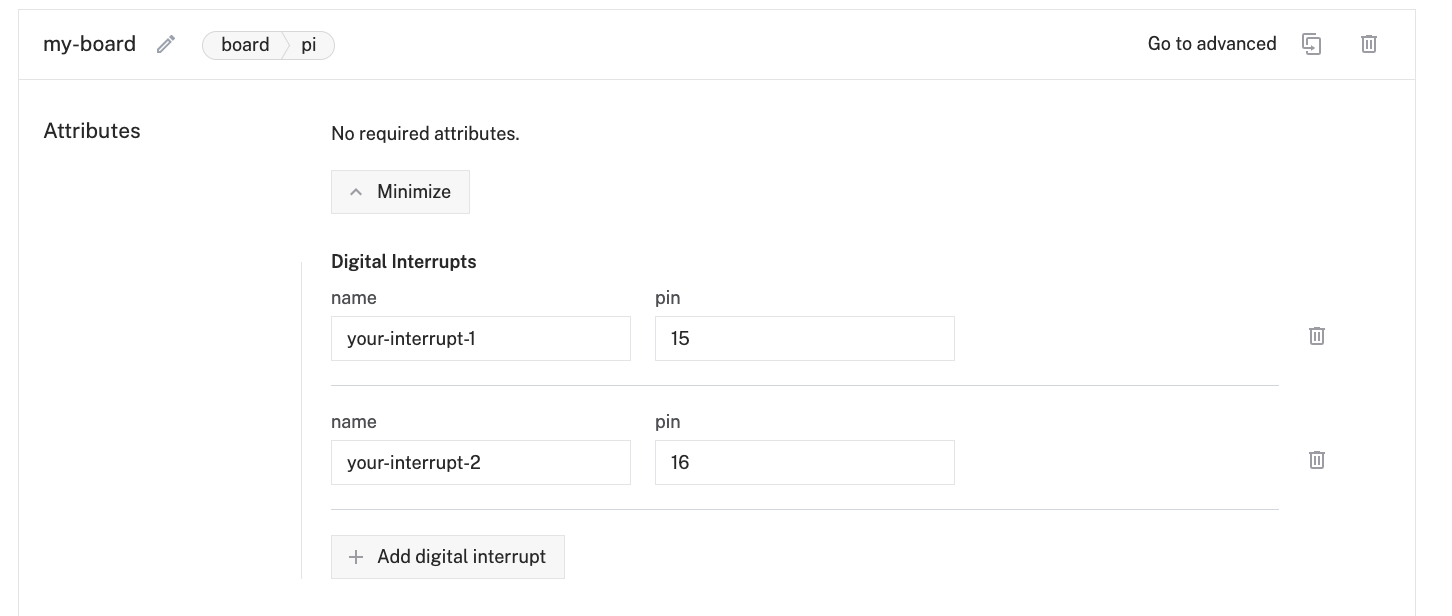 my-board board pi Go to advanced
Attributes No required attributes.
Minimize
Digital Interrupts
name pin
your-interrupt-1 15
name pin
your-interrupt-2 16
Add digital interrupt